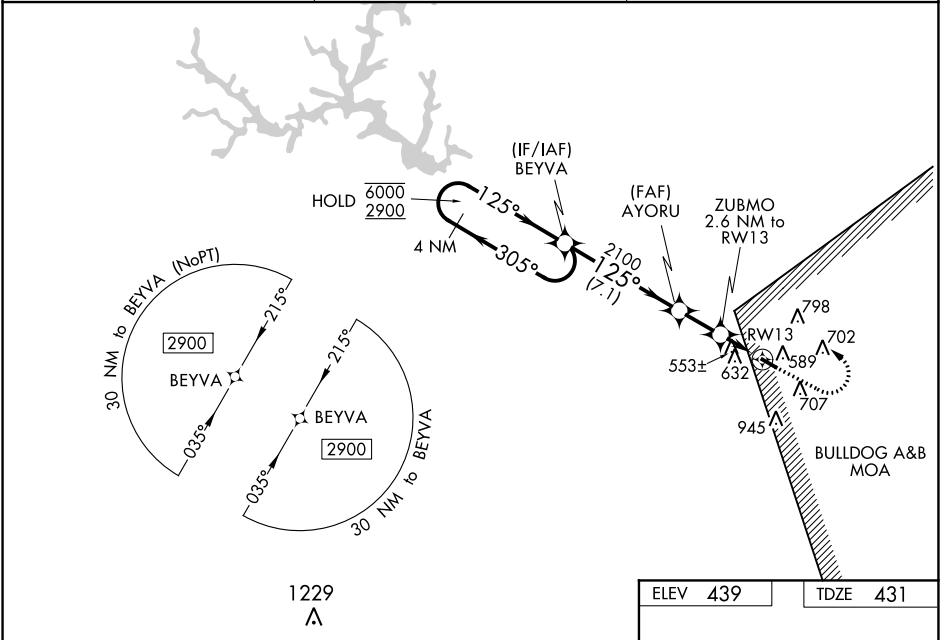 (IF/IAF)
BEYVA
(FAF)
AYORU
ZUBMO
2.6 NM to
RW13
HOLD
6000
2900
4 NM
125°
305°
2100
125°
(7.1)
RW13
798
702
589
553±
632
707
945
BULLDOG A&B
MOA
30 NM to BEYVA (NoPT)
215°
2900
BEYVA
035°
215°
BEYVA
2900
035°
30 NM to BEYVA
1229
ELEV 439
TDZE 431